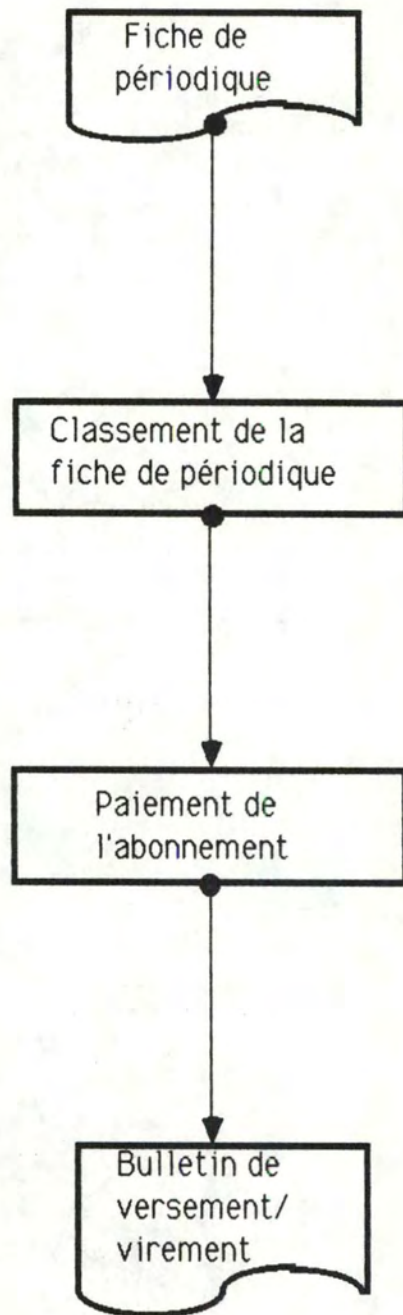 Fiche de
périodique
Classement de la
fiche de périodique
Paiement de
l'abonnement
Bulletin de
versement/
virement